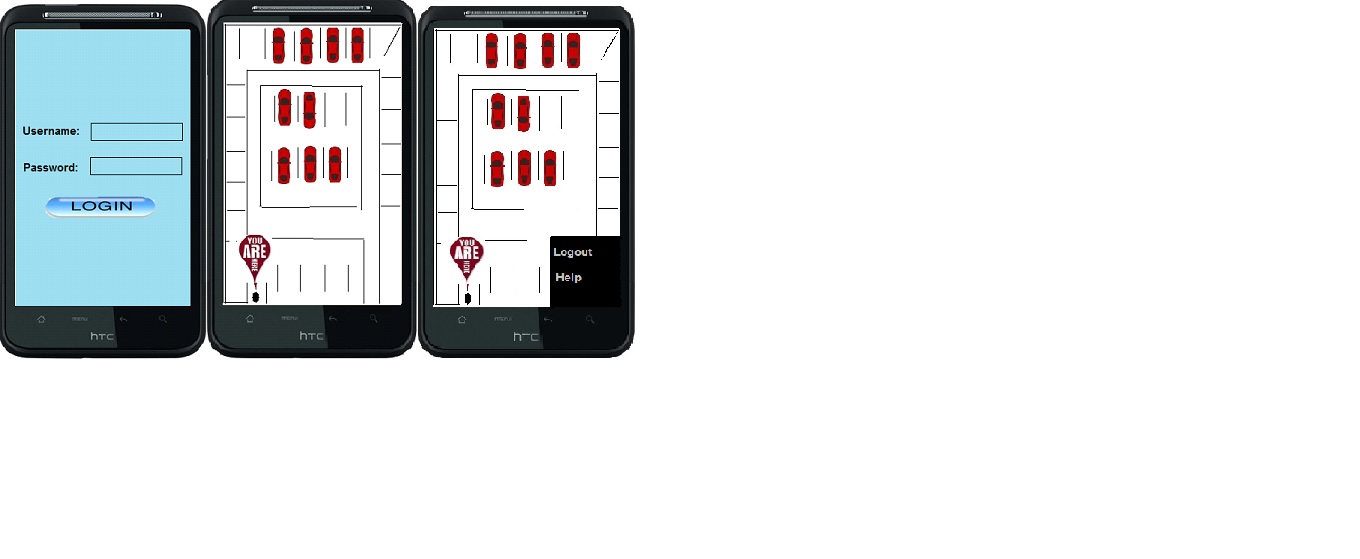 Username:
Password:
LOGIN
menu
hTC
YOU
ARE
HERE
menu
hTC
YOU
ARE
HERE
Logout
Help
menu
hTC